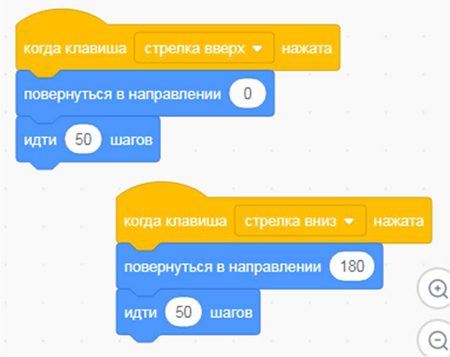 когда клавиша стрелка вверх нажата
повернуться в направлении 0
идти 50 шагов
когда клавиша стрелка вниз нажата
повернуться в направлении 180
идти 50 шагов